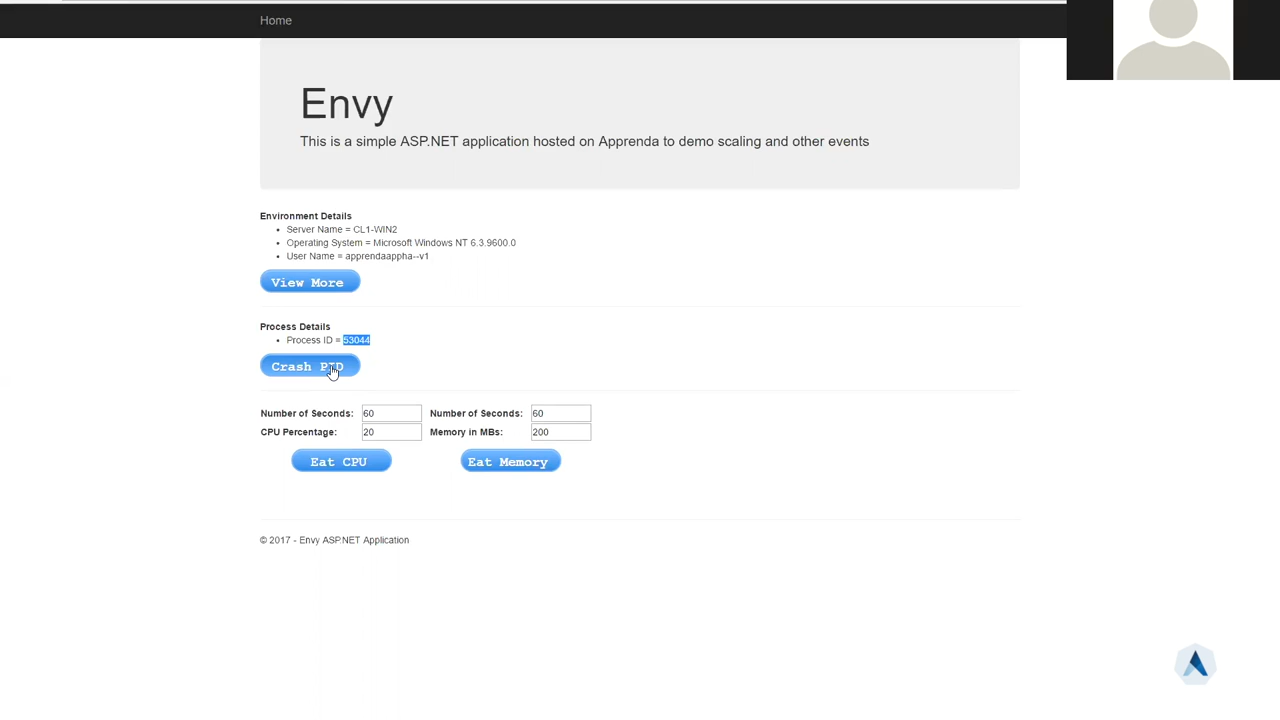 Home
Envy
This is a simple ASP.NET application hosted on Apprenda to demo scaling and other events
Environment Details
Server Name = CL1-WIN2
Operating System = Microsoft Windows NT 6.3.9600.0
User Name = apprendaappha--v1
View More
Process Details
Process ID = 53044
Crash PID
Number of Seconds: 60 Number of Seconds: 60
CPU Percentage: 20 Memory in MBs: 200
Eat CPU Eat Memory
© 2017 - Envy ASP.NET Application